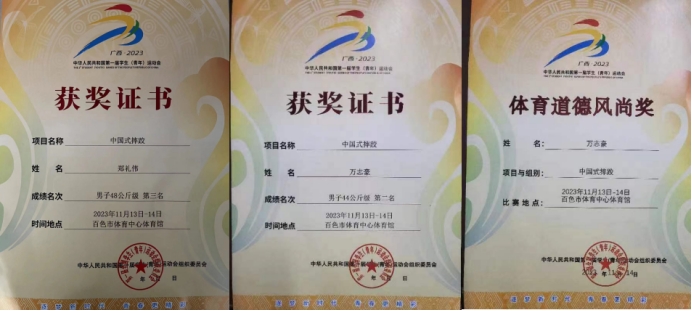 广西·2023
中华人民共和国第一届学生（青年）运动会
获奖证书
项目名称 中国式摔跤
姓 名 郑礼伟
成绩名次 男子48公斤级 第三名
时间地点 2023年11月13日-14日
百色市体育中心体育馆
广西·2023
中华人民共和国第一届学生（青年）运动会
获奖证书
项目名称 中国式摔跤
姓 名 万志豪
成绩名次 男子44公斤级 第二名
时间地点 2023年11月13日-14日
百色市体育中心体育馆
广西·2023
中华人民共和国第一届学生（青年）运动会
体育道德风尚奖
姓 名： 万志豪
项目与组别： 中国式摔跤
2023年11月13日-14日
比 赛 地 点： 百色市体育中心体育馆